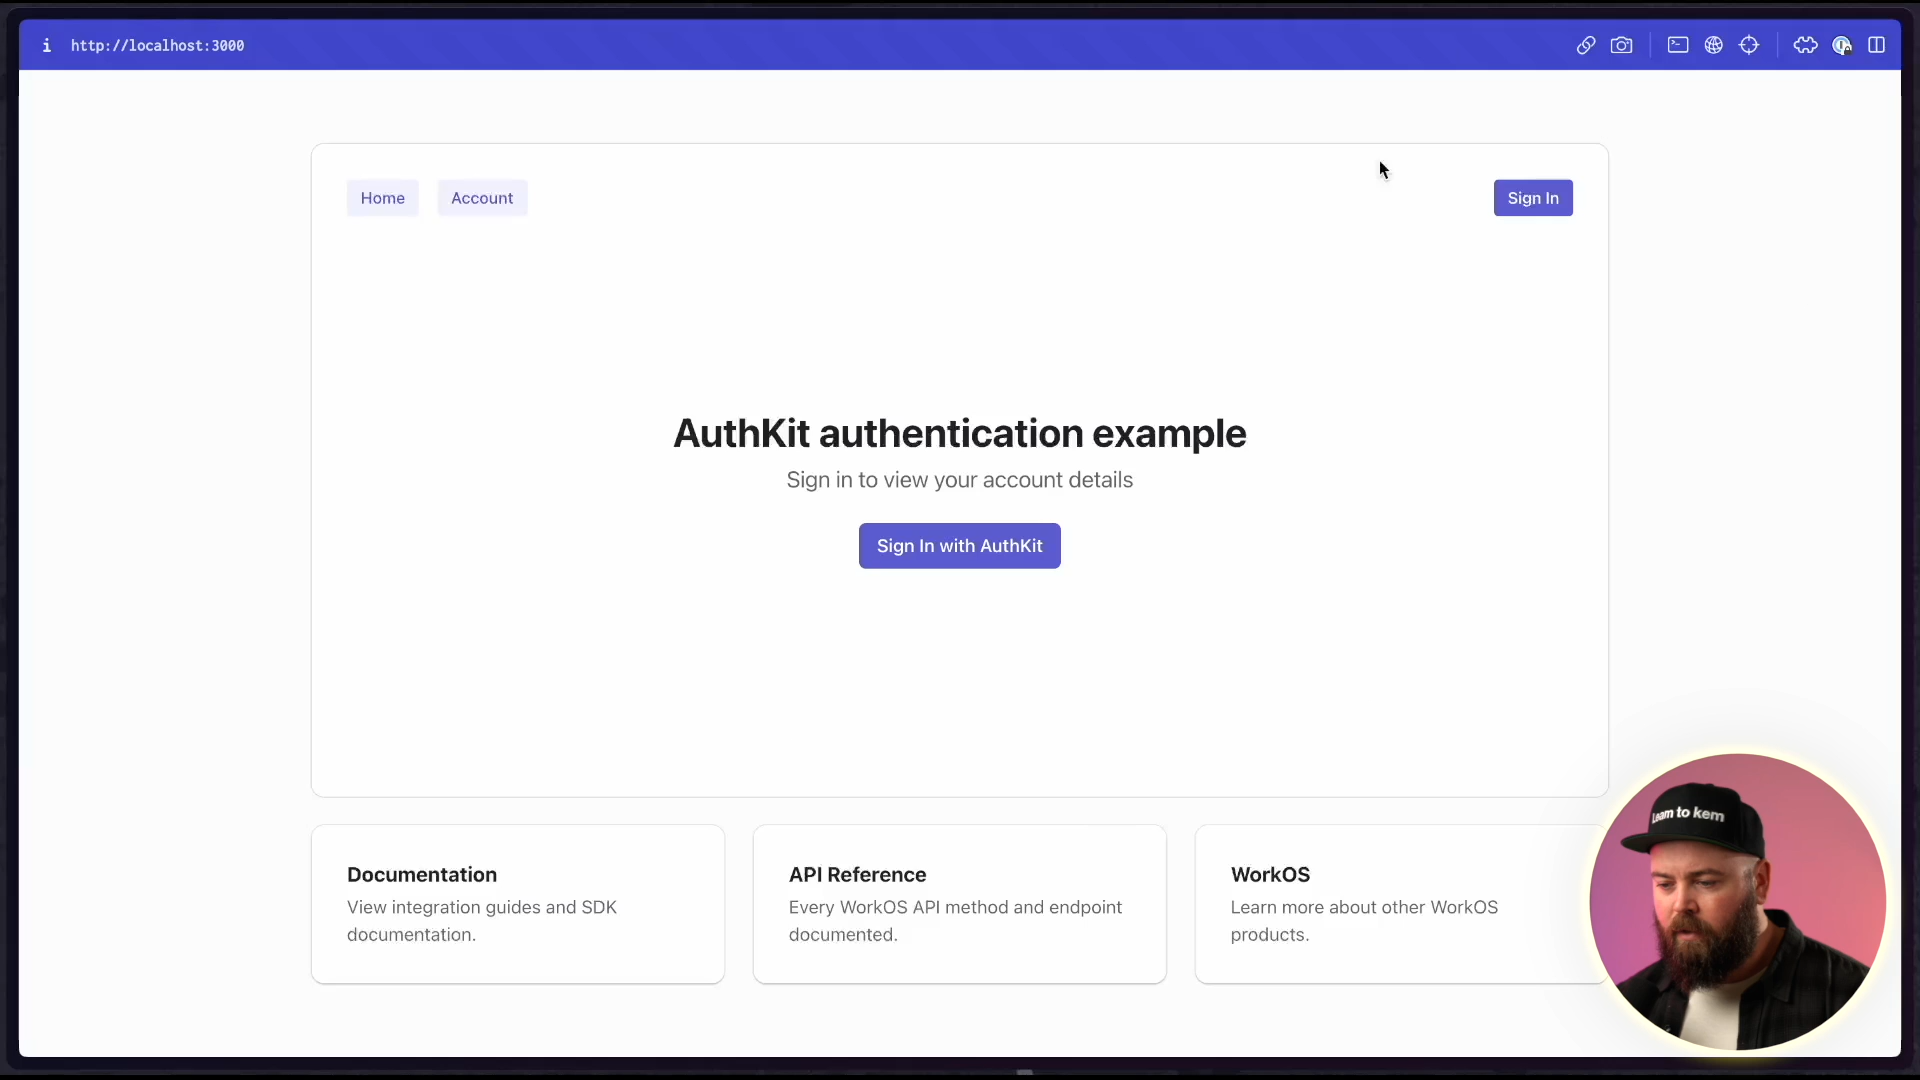 i http://localhost:3000
Home Account Sign In
AuthKit authentication example
Sign in to view your account details
Sign In with AuthKit
Documentation
View integration guides and SDK
documentation.
API Reference
Every WorkOS API method and endpoint
documented.
WorkOS
Learn more about other WorkOS
products.
Learn to kem